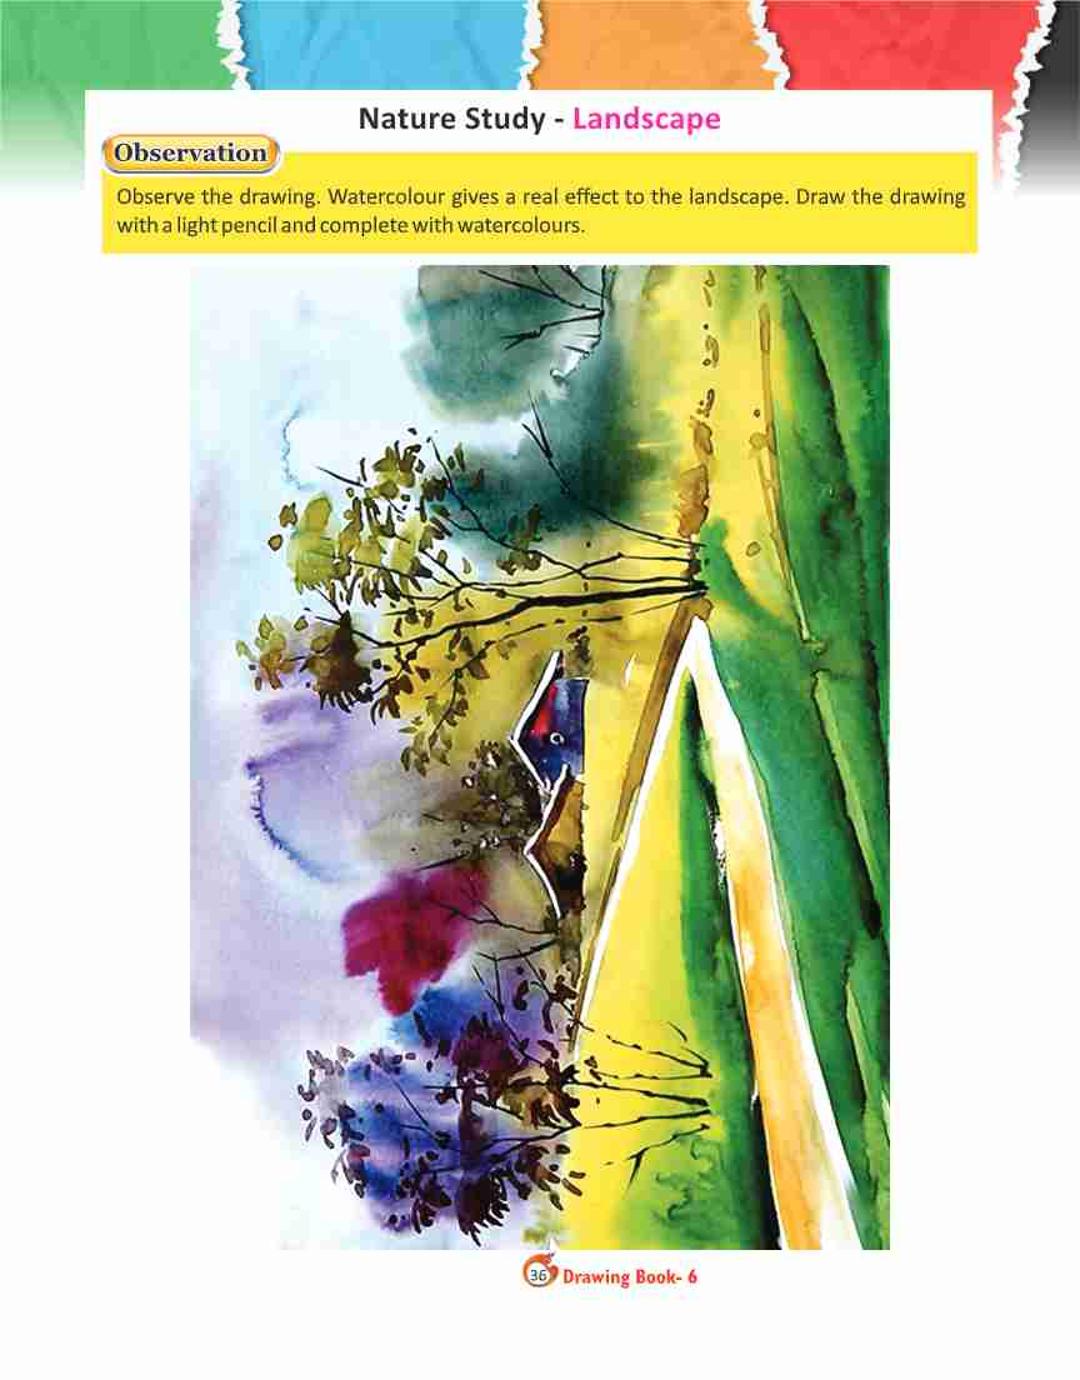 Nature Study - Landscape
Observation
Observe the drawing. Watercolour gives a real effect to the landscape. Draw the drawing
with a light pencil and complete with watercolours.
36 Drawing Book- 6